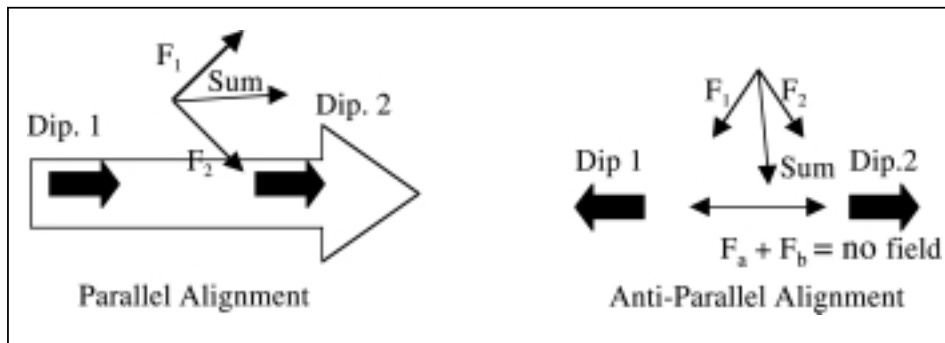 F₁
Sum
Dip. 1
Dip. 2
F₂
Parallel Alignment
F₁
F₂
Sum
Dip 1
Dip.2
Fₐ + F_b = no field
Anti-Parallel Alignment